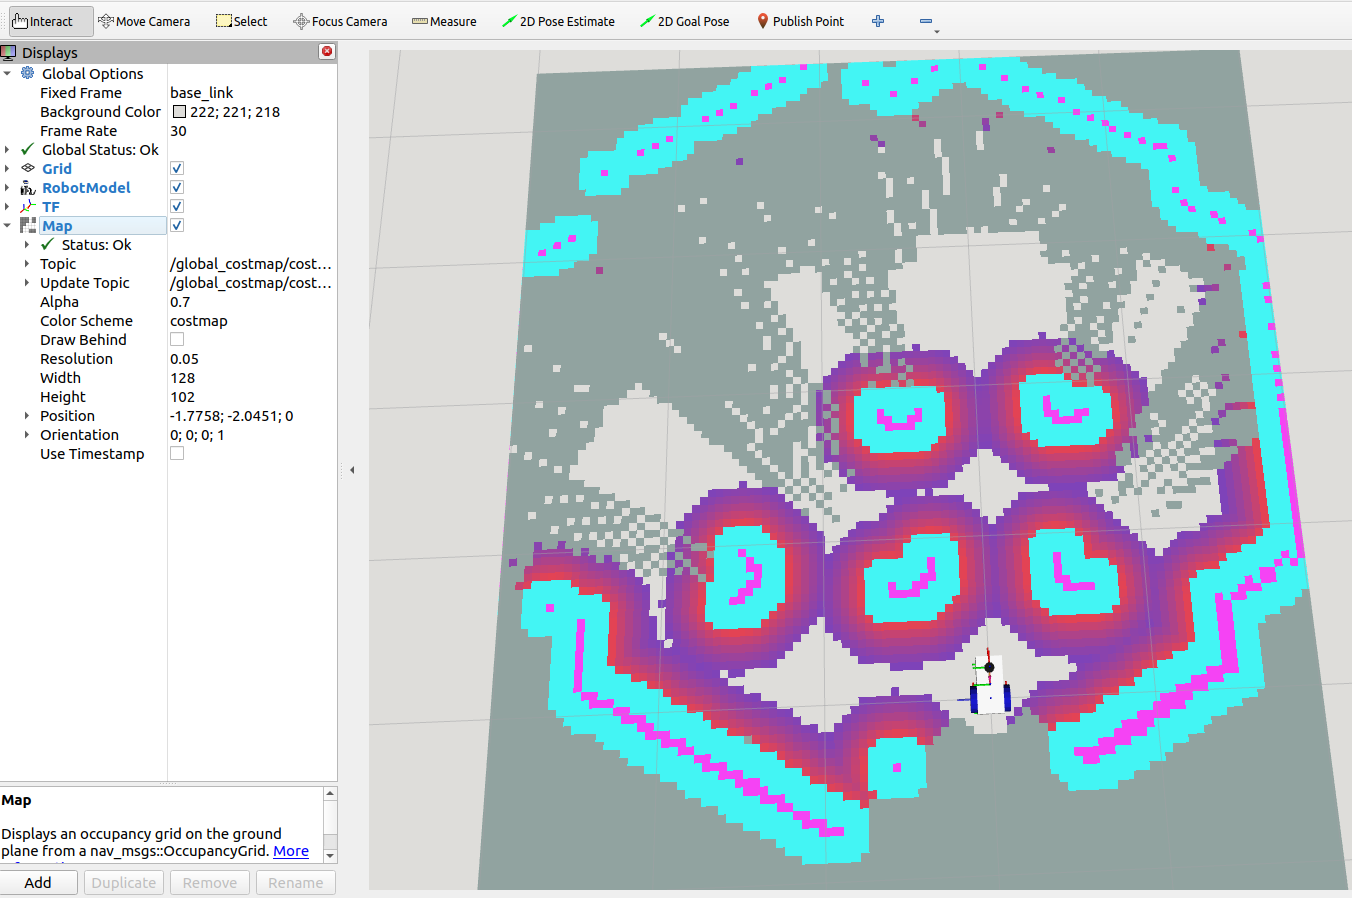 Interact Move Camera Select Focus Camera Measure 2D Pose Estimate 2D Goal Pose Publish Point
Displays
Global Options
Fixed Frame base_link
Background Color 222; 221; 218
Frame Rate 30
Global Status: Ok
Grid
RobotModel
TF
Map
Status: Ok
Topic /global_costmap/cost...
Update Topic /global_costmap/cost...
Alpha 0.7
Color Scheme costmap
Draw Behind
Resolution 0.05
Width 128
Height 102
Position -1.7758; -2.0451; 0
Orientation 0; 0; 0; 1
Use Timestamp
Map
Displays an occupancy grid on the ground
plane from a nav_msgs::OccupancyGrid. More
Add Duplicate Remove Rename